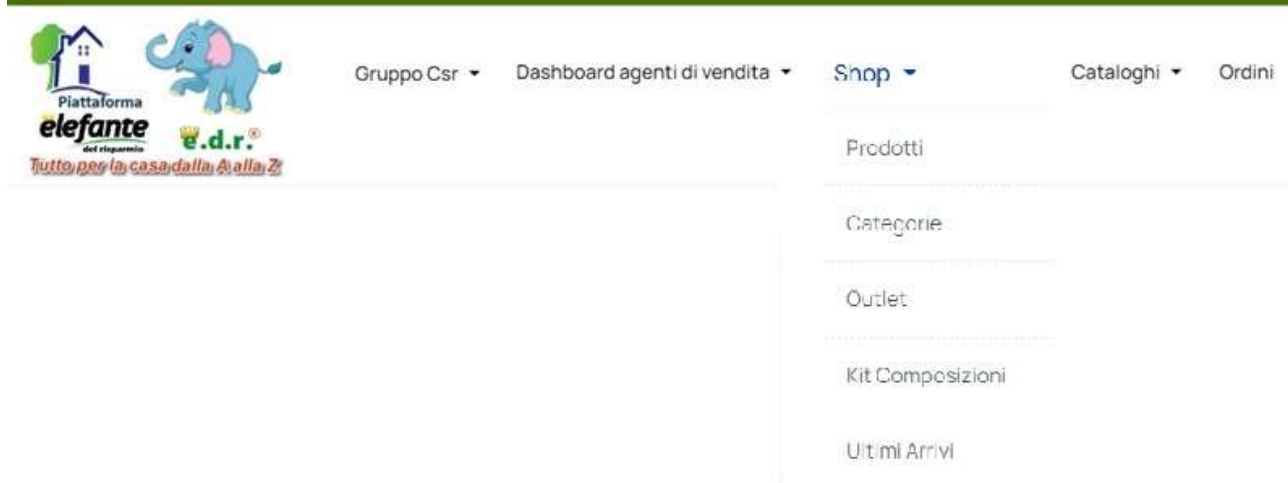 Piattaforma
elefante
del risparmio
e.d.r.®
Tutto per la casa dalla A alla Z
Gruppo Csr
Dashboard agenti di vendita
Shop
Cataloghi
Ordini
Prodotti
Categorie
Outlet
Kit Composizioni
Ultimi Arrivi